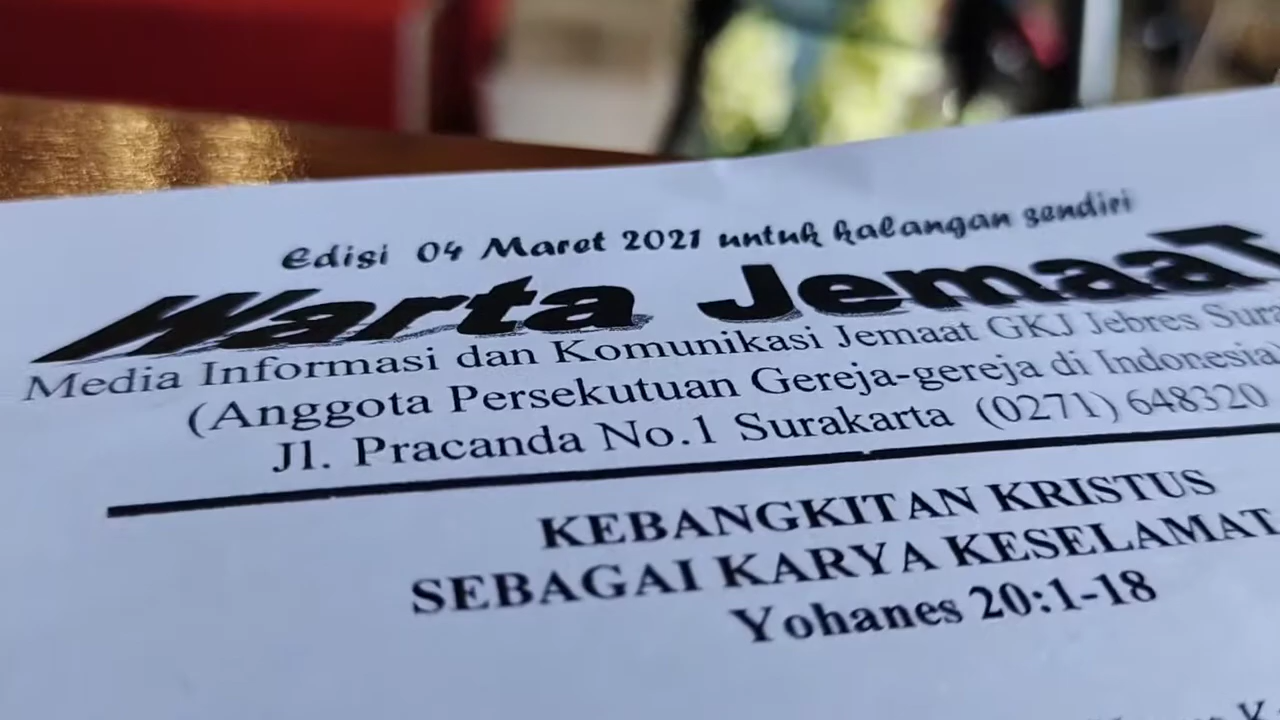 Edisi 04 Maret 2021 untuk kalangan sendiri
Warta JemaaT
Media Informasi dan Komunikasi Jemaat GKJ Jebres
(Anggota Persekutuan Gereja-gereja di Indonesia)
Jl. Pracanda No.1 Surakarta (0271) 648320
KEBANGKITAN KRISTUS
SEBAGAI KARYA KESELAMAT
Yohanes 20:1-18